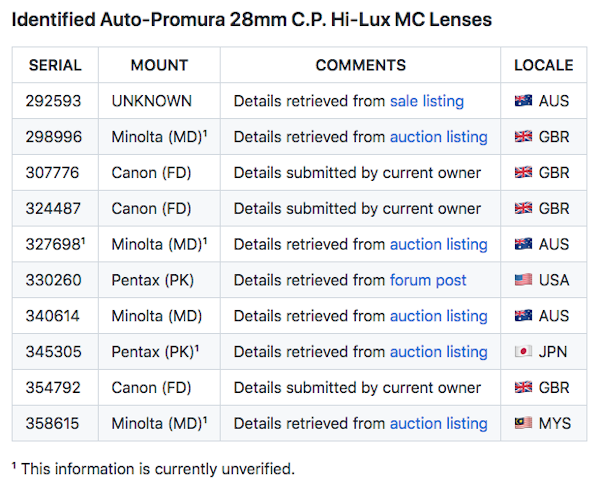 Identified Auto-Promura 28mm C.P. Hi-Lux MC Lenses
SERIAL MOUNT COMMENTS LOCALE
292593 UNKNOWN Details retrieved from sale listing AUS
298996 Minolta (MD)¹ Details retrieved from auction listing GBR
307776 Canon (FD) Details submitted by current owner GBR
324487 Canon (FD) Details submitted by current owner GBR
327698¹ Minolta (MD)¹ Details retrieved from auction listing AUS
330260 Pentax (PK) Details retrieved from forum post USA
340614 Minolta (MD) Details retrieved from auction listing AUS
345305 Pentax (PK)¹ Details retrieved from auction listing JPN
354792 Canon (FD) Details submitted by current owner GBR
358615 Minolta (MD)¹ Details retrieved from auction listing MYS
¹ This information is currently unverified.